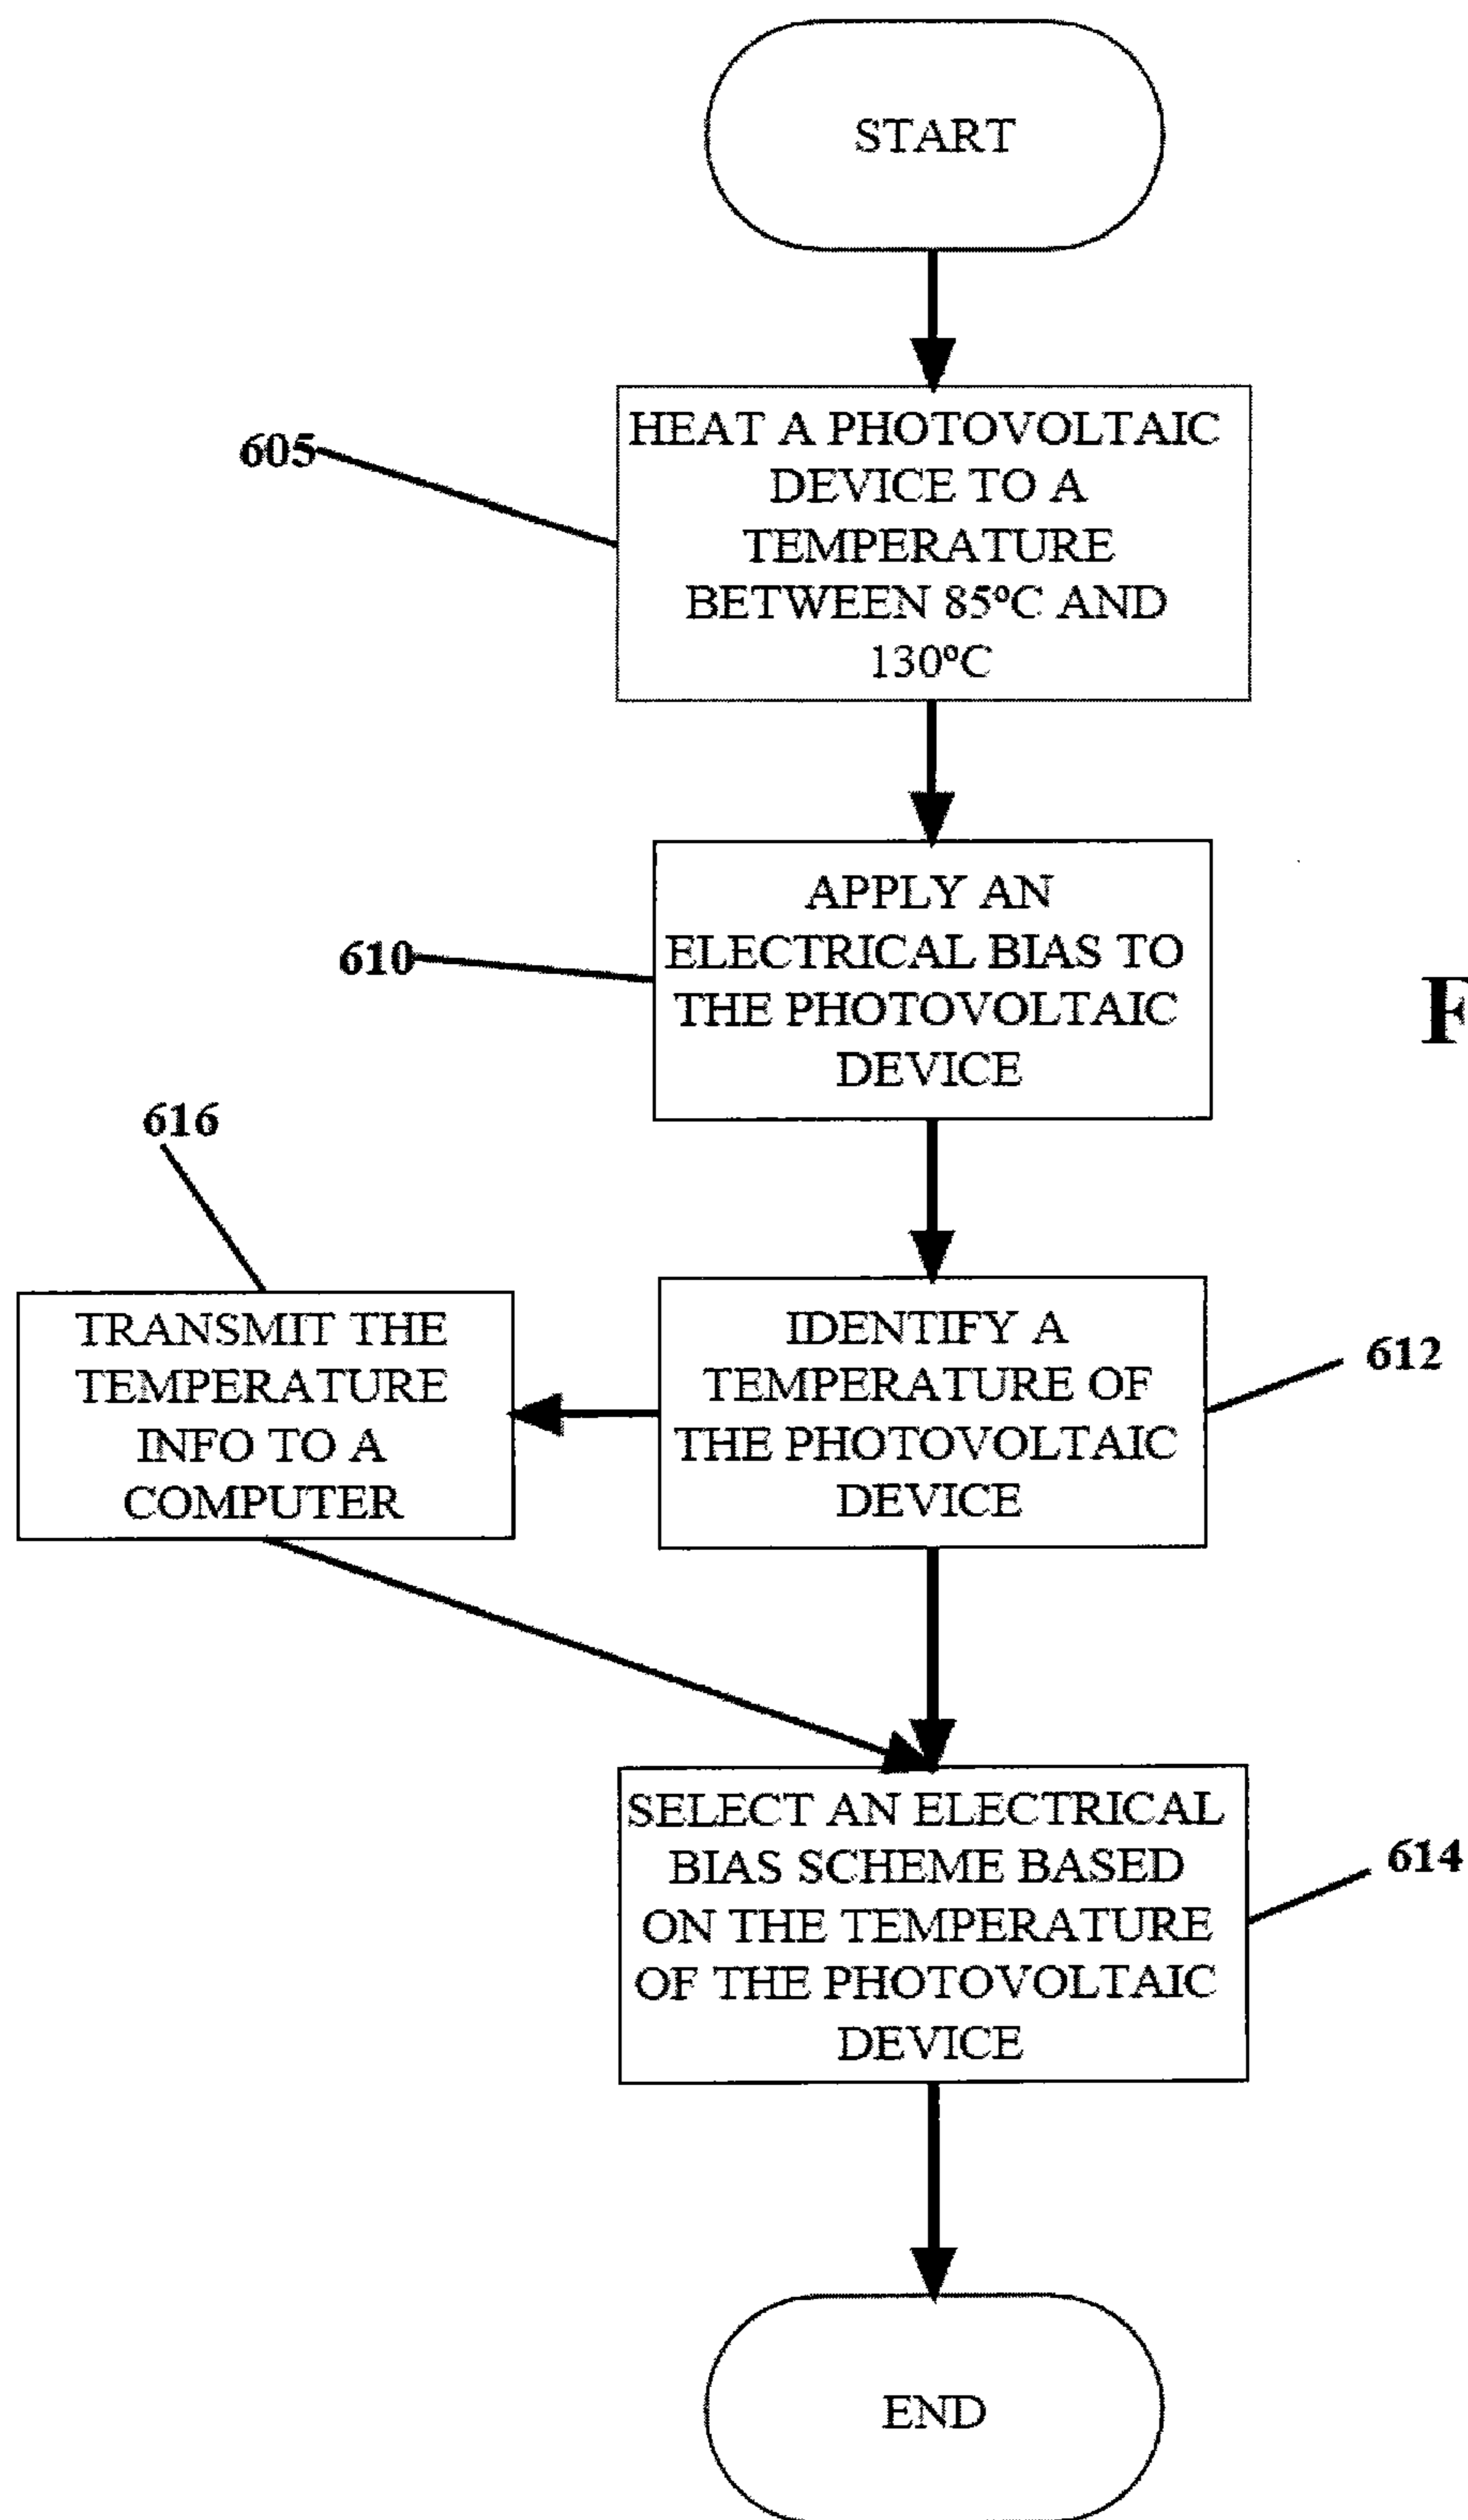 START
605
HEAT A PHOTOVOLTAIC
DEVICE TO A
TEMPERATURE
BETWEEN 85ºC AND
130ºC
610
APPLY AN
ELECTRICAL BIAS TO
THE PHOTOVOLTAIC
DEVICE
F
616
TRANSMIT THE
TEMPERATURE
INFO TO A
COMPUTER
IDENTIFY A
TEMPERATURE OF
THE PHOTOVOLTAIC
DEVICE
612
SELECT AN ELECTRICAL
BIAS SCHEME BASED
ON THE TEMPERATURE
OF THE PHOTOVOLTAIC
DEVICE
614
END